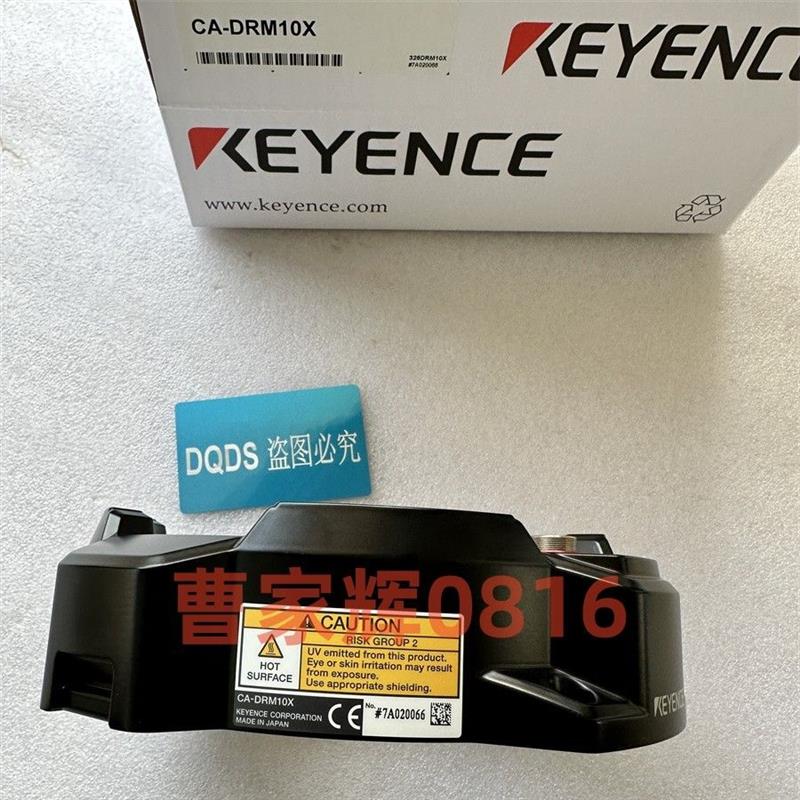 CA-DRM10X
326DRM10X
#7A020066
KEYENCE
KEYENCE
www.keyence.com
DQDS 盗图必究
曹家辉0816
CAUTION
RISK GROUP 2
HOT
SURFACE
UV emitted from this product.
Eye or skin irritation may result
from exposure.
Use appropriate shielding.
CA-DRM10X
KEYENCE CORPORATION
MADE IN JAPAN
CE
No.
#7A020066
KEYENCE